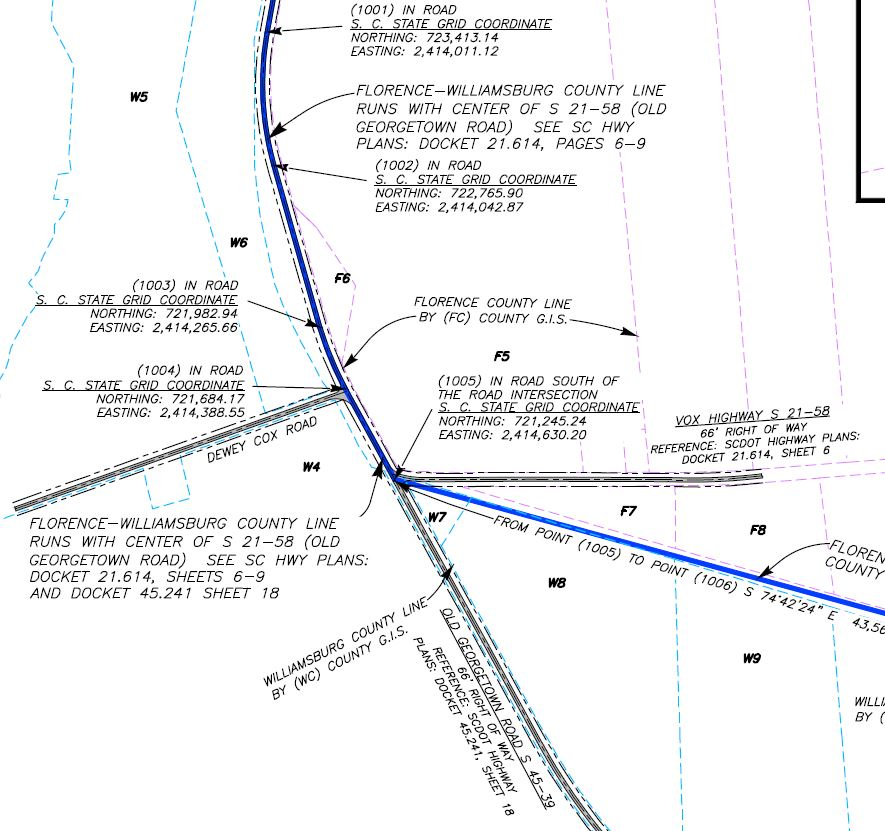 (1001) IN ROAD
S. C. STATE GRID COORDINATE
NORTHING: 723,413.14
EASTING: 2,414,011.12
W5
FLORENCE-WILLIAMSBURG COUNTY LINE
RUNS WITH CENTER OF S 21-58 (OLD
GEORGETOWN ROAD) SEE SC HWY
PLANS: DOCKET 21.614, PAGES 6-9
(1002) IN ROAD
S. C. STATE GRID COORDINATE
NORTHING: 722,765.90
EASTING: 2,414,042.87
W6
F6
(1003) IN ROAD
S. C. STATE GRID COORDINATE
NORTHING: 721,982.94
EASTING: 2,414,265.66
FLORENCE COUNTY LINE
BY (FC) COUNTY G.I.S.
F5
(1004) IN ROAD
S. C. STATE GRID COORDINATE
NORTHING: 721,684.17
EASTING: 2,414,388.55
(1005) IN ROAD SOUTH OF
THE ROAD INTERSECTION
S. C. STATE GRID COORDINATE
NORTHING: 721,245.24
EASTING: 2,414,630.20
VOX HIGHWAY S 21-58
66' RIGHT OF WAY
REFERENCE: SCDOT HIGHWAY PLANS:
DOCKET 21.614, SHEET 6
DEWEY COX ROAD
W4
W7
F7
F8
FLORENCE-WILLIAMSBURG COUNTY LINE
RUNS WITH CENTER OF S 21-58 (OLD
GEORGETOWN ROAD) SEE SC HWY PLANS:
DOCKET 21.614, SHEETS 6-9
AND DOCKET 45.241 SHEET 18
FROM POINT (1005) TO POINT (1006) S 74°42'24" E 43,56
FLOREN
COUNTY
W8
W9
WILLIAMSBURG COUNTY LINE
BY (WC) COUNTY G.I.S.
OLD GEORGETOWN ROAD S 45-39
66' RIGHT OF WAY
REFERENCE: SCDOT HIGHWAY
PLANS: DOCKET 45.241, SHEET 18
WILLI
BY (